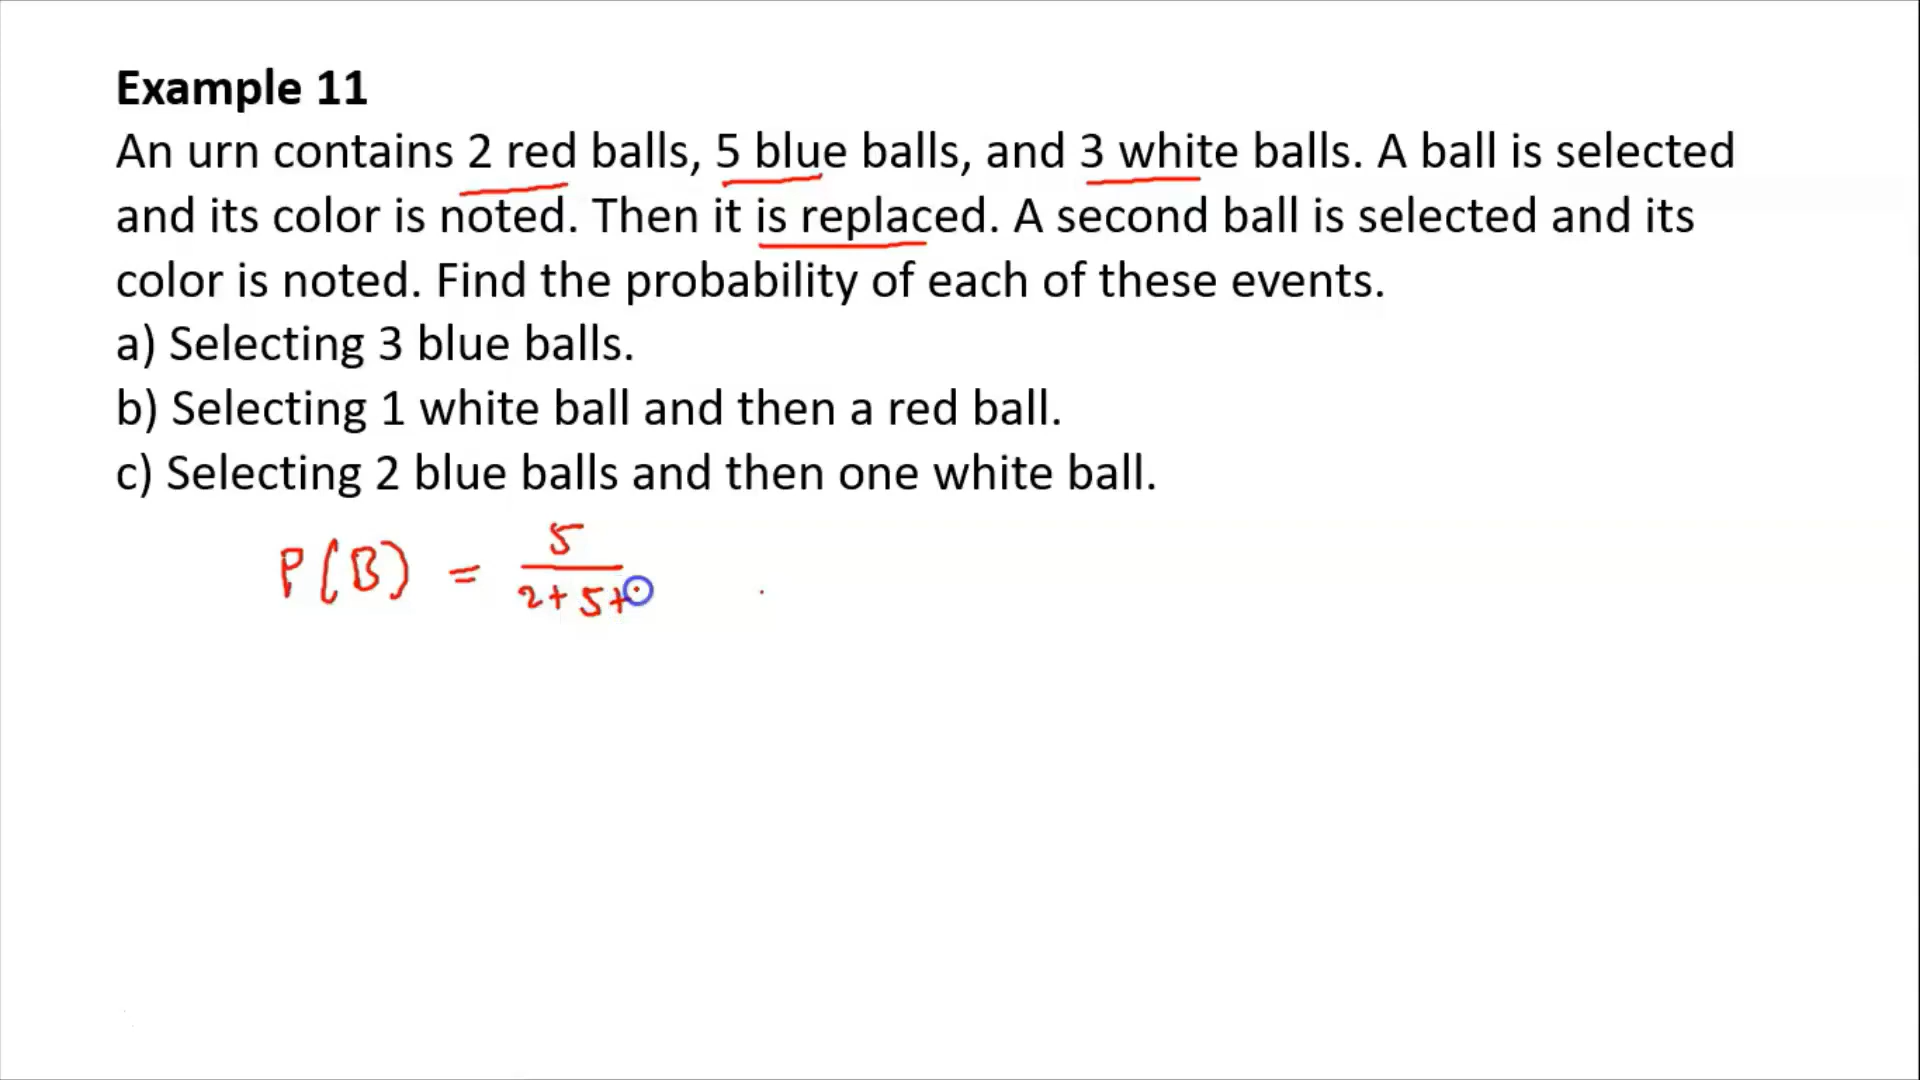 Example 11
An urn contains 2 red balls, 5 blue balls, and 3 white balls. A ball is selected
and its color is noted. Then it is replaced. A second ball is selected and its
color is noted. Find the probability of each of these events.
a) Selecting 3 blue balls.
b) Selecting 1 white ball and then a red ball.
c) Selecting 2 blue balls and then one white ball.
P(B) = 5
2+5+